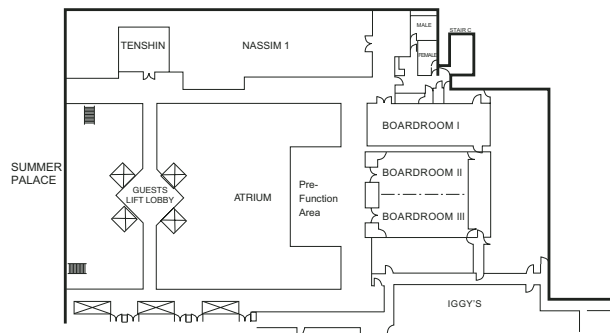 MALE
STAIR C
TENSHIN
NASSIM 1
FEMALE
BOARDROOM I
SUMMER
PALACE
BOARDROOM II
GUESTS
LIFT LOBBY
ATRIUM
Pre-
Function
Area
BOARDROOM III
IGGY'S